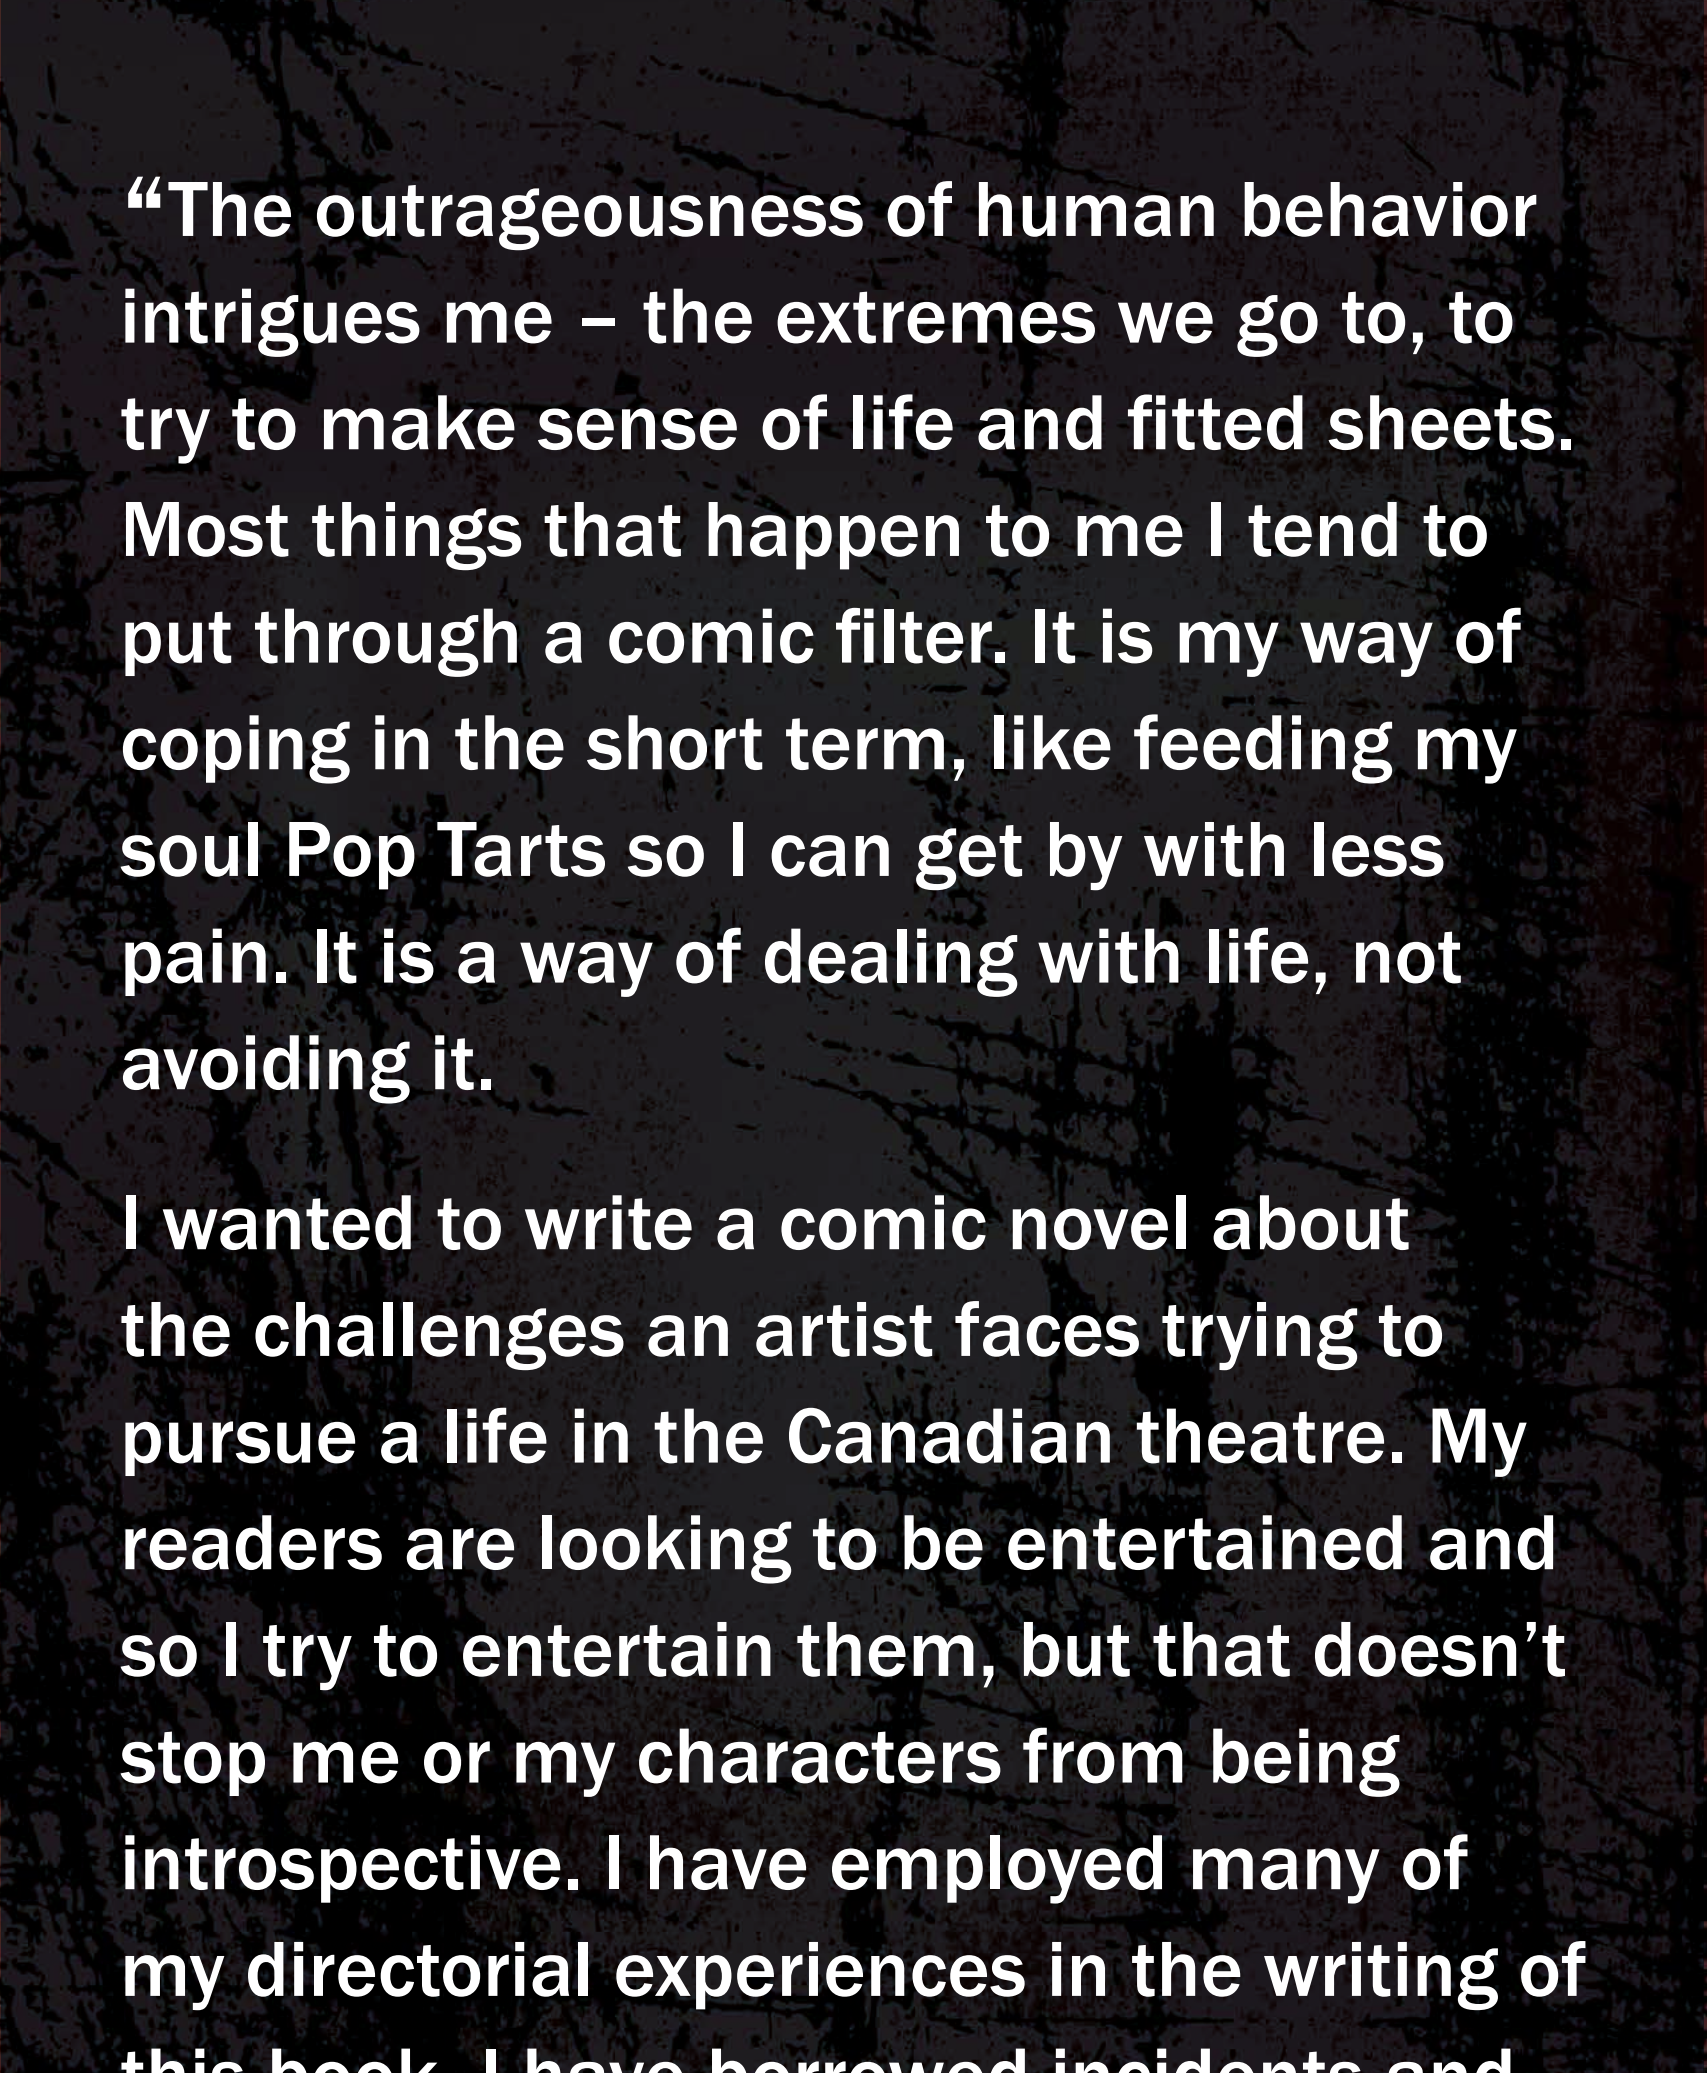 “The outrageousness of human behavior
intrigues me – the extremes we go to, to
try to make sense of life and fitted sheets.
Most things that happen to me I tend to
put through a comic filter. It is my way of
coping in the short term, like feeding my
soul Pop Tarts so I can get by with less
pain. It is a way of dealing with life, not
avoiding it.
I wanted to write a comic novel about
the challenges an artist faces trying to
pursue a life in the Canadian theatre. My
readers are looking to be entertained and
so I try to entertain them, but that doesn’t
stop me or my characters from being
introspective. I have employed many of
my directorial experiences in the writing of
this book. I have borrowed incidents and